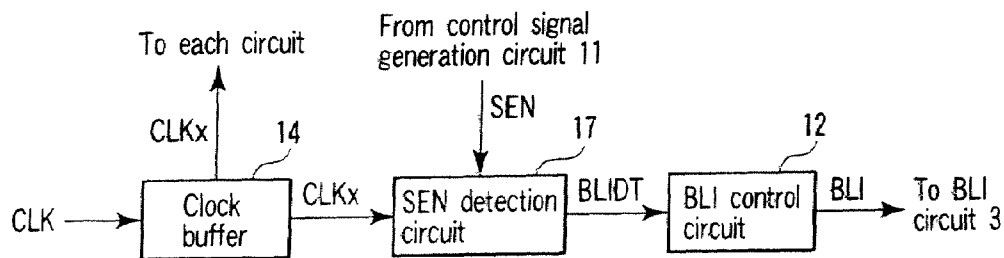 To each circuit
From control signal
generation circuit 11
SEN
CLKx
14
17
12
CLK
Clock
buffer
CLKx
SEN detection
circuit
BLIDT
BLI control
circuit
BLI
To BLI
circuit 3